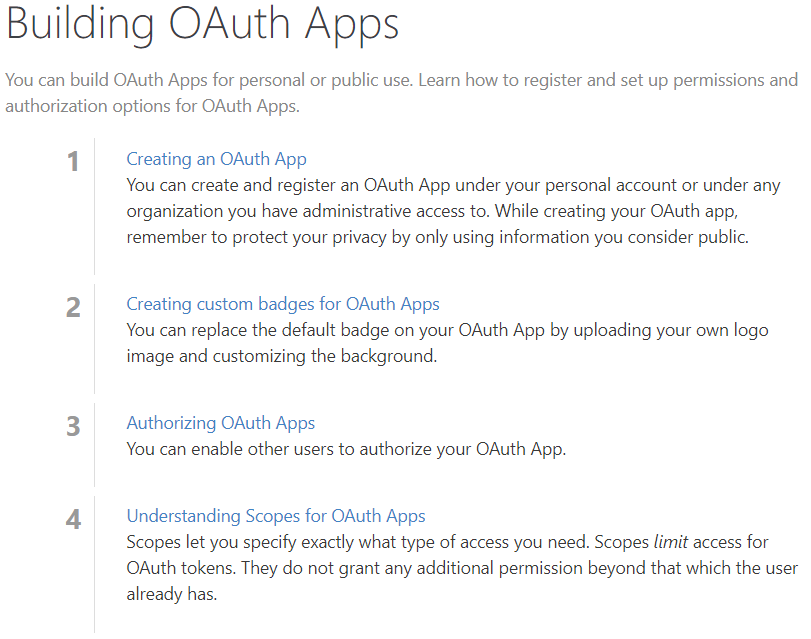 Building OAuth Apps
You can build OAuth Apps for personal or public use. Learn how to register and set up permissions and
authorization options for OAuth Apps.
1
Creating an OAuth App
You can create and register an OAuth App under your personal account or under any
organization you have administrative access to. While creating your OAuth app,
remember to protect your privacy by only using information you consider public.
2
Creating custom badges for OAuth Apps
You can replace the default badge on your OAuth App by uploading your own logo
image and customizing the background.
3
Authorizing OAuth Apps
You can enable other users to authorize your OAuth App.
4
Understanding Scopes for OAuth Apps
Scopes let you specify exactly what type of access you need. Scopes limit access for
OAuth tokens. They do not grant any additional permission beyond that which the user
already has.